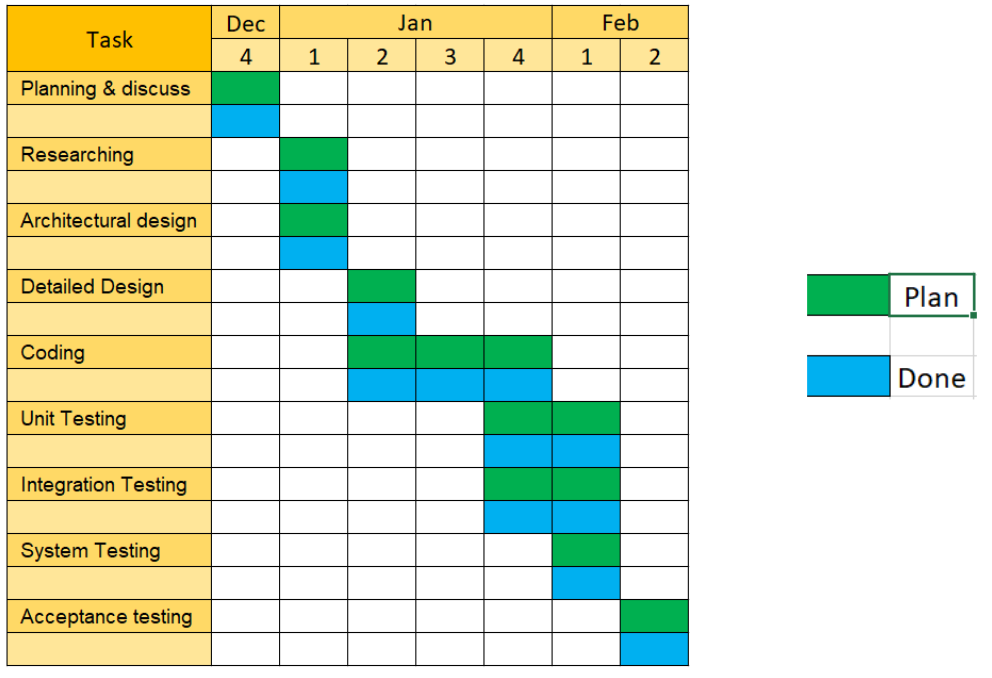 Task Dec Jan Feb
4 1 2 3 4 1 2
Planning & discuss
Researching
Architectural design
Detailed Design
Coding
Unit Testing
Integration Testing
System Testing
Acceptance testing
Plan
Done